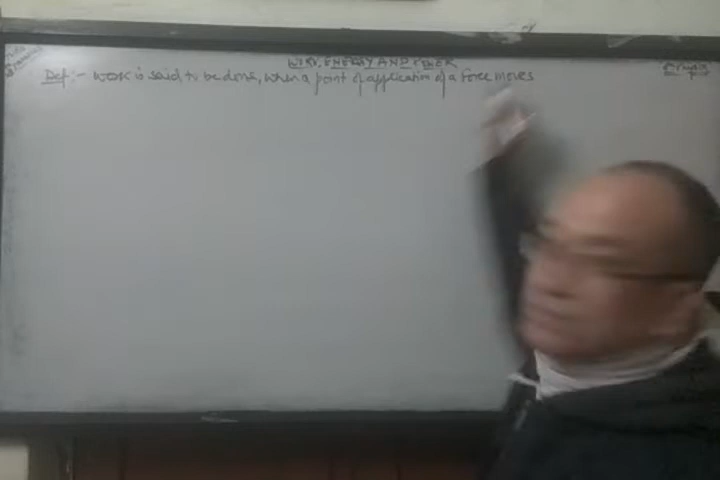 WORK, ENERGY AND POWER
Def :- Work is said to be done, when a point of application of a force moves